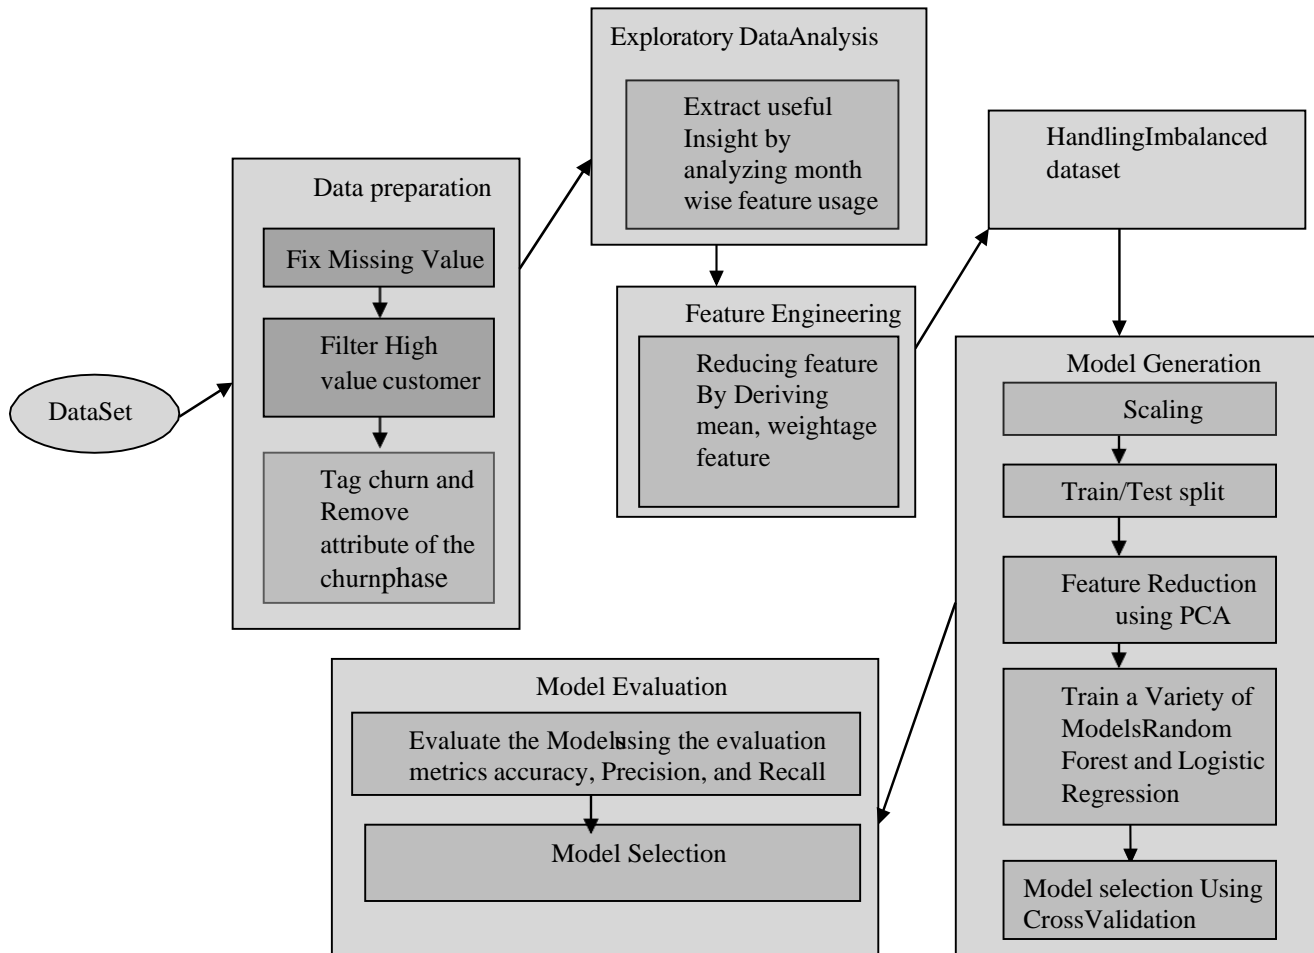 DataSet
Data preparation
Fix Missing Value
Filter High
value customer
Tag churn and
Remove
attribute of the
churnphase
Exploratory DataAnalysis
Extract useful
Insight by
analyzing month
wise feature usage
Feature Engineering
Reducing feature
By Deriving
mean, weightage
feature
HandlingImbalanced
dataset
Model Generation
Scaling
Train/Test split
Feature Reduction
using PCA
Train a Variety of
ModelsRandom
Forest and Logistic
Regression
Model selection Using
CrossValidation
Model Evaluation
Evaluate the Modelsusing the evaluation
metrics accuracy, Precision, and Recall
Model Selection